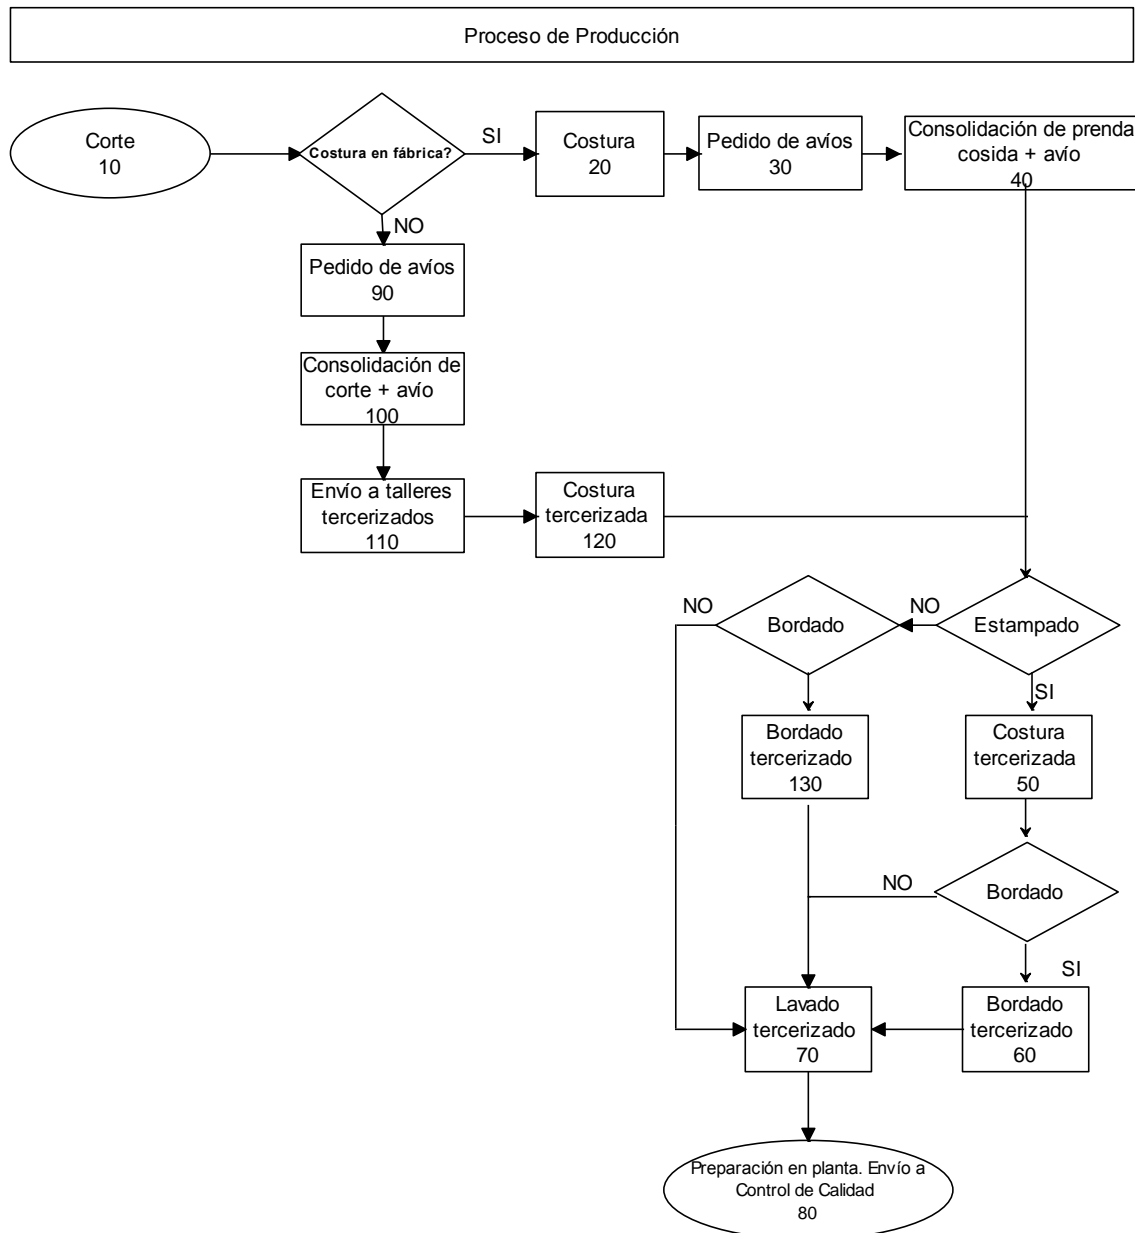 Proceso de Producción
Corte
10
Costura en fábrica?
SI
Costura
20
Pedido de avíos
30
Consolidación de prenda
cosida + avío
40
NO
Pedido de avíos
90
Consolidación de
corte + avío
100
Envío a talleres
tercerizados
110
Costura
tercerizada
120
NO
Bordado
NO
Estampado
SI
Bordado
tercerizado
130
Costura
tercerizada
50
NO
Bordado
SI
Lavado
tercerizado
70
Bordado
tercerizado
60
Preparación en planta. Envío a
Control de Calidad
80